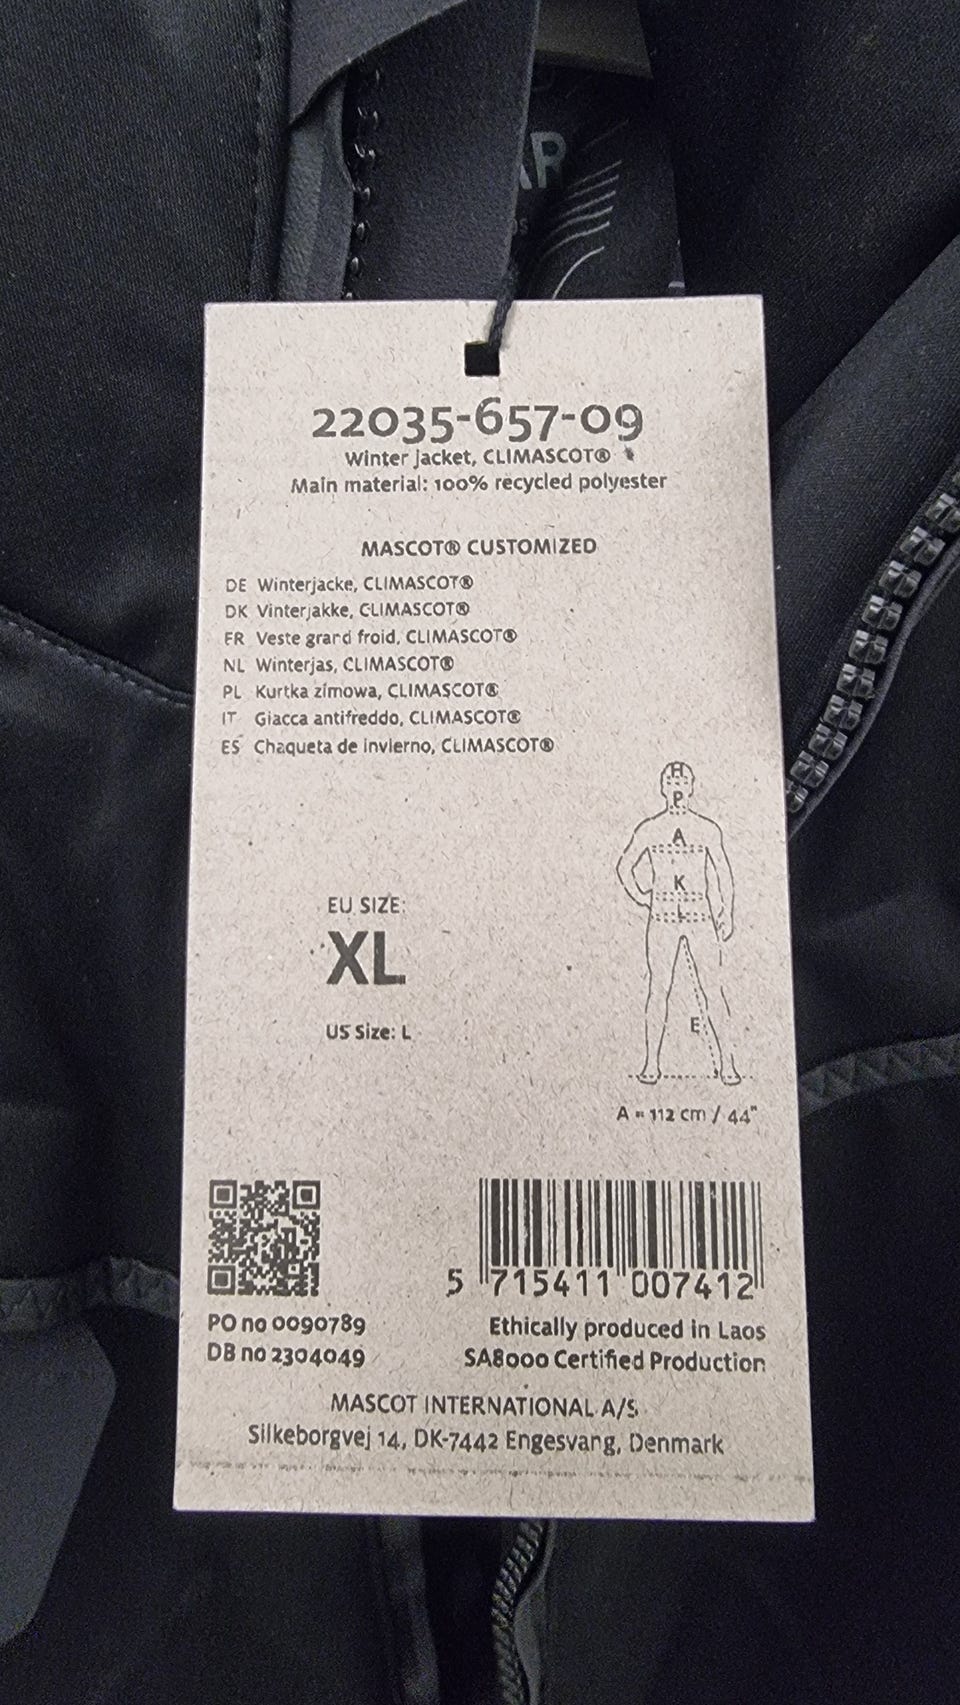 AR
22035-657-09
Winter jacket, CLIMASCOT®
Main material: 100% recycled polyester
MASCOT® CUSTOMIZED
DE Winterjacke, CLIMASCOT®
DK Vinterjakke, CLIMASCOT®
FR Veste grard froid, CLIMASCOT®
NL Winterjas, CLIMASCOT®
PL Kurtka zimowa, CLIMASCOT®
IT Giacca antifreddo, CLIMASCOT®
ES Chaqueta de invierno, CLIMASCOT®
H
P
A
K
L
E
EU SIZE:
XL
US Size: L
A = 112 cm / 44"
5 715411 007412
PO no 0090789
DB no 2304049
Ethically produced in Laos
SA8000 Certified Production
MASCOT INTERNATIONAL A/S
Silkeborgvej 14, DK-7442 Engesvang, Denmark